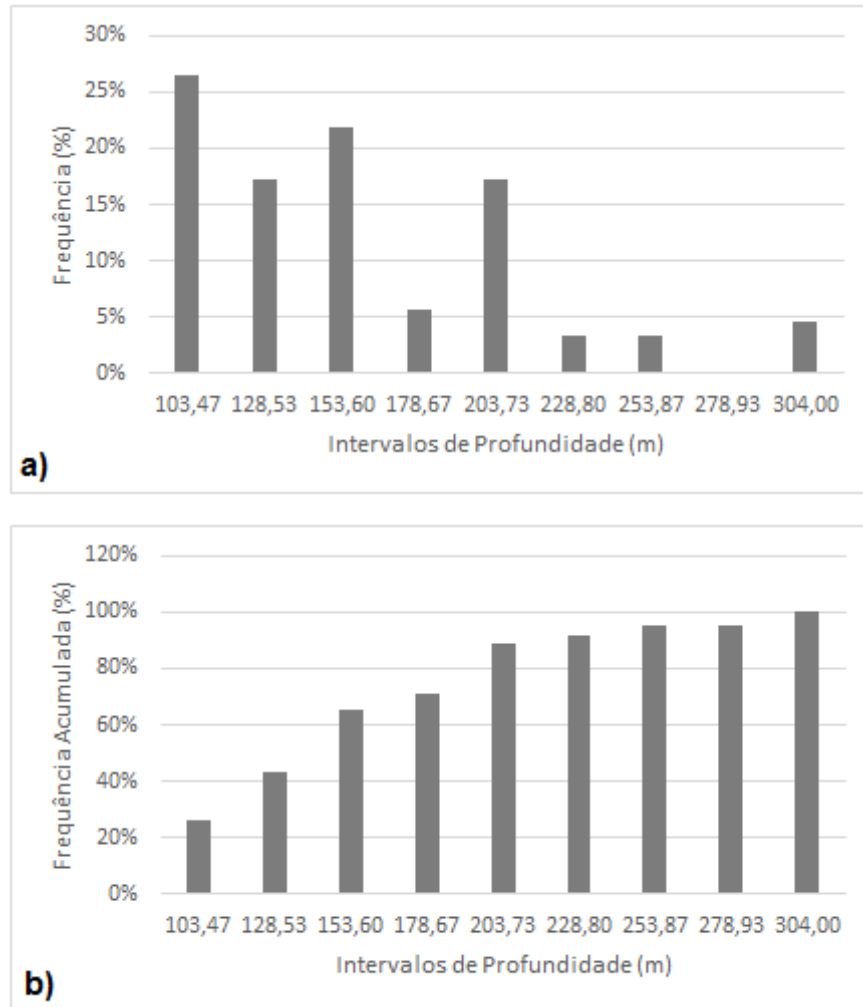 30%
25%
20%
15%
10%
5%
0%
Frequência (%)
103,47 128,53 153,60 178,67 203,73 228,80 253,87 278,93 304,00
Intervalos de Profundidade (m)
a)
120%
100%
80%
60%
40%
20%
0%
Frequência Acumulada (%)
103,47 128,53 153,60 178,67 203,73 228,80 253,87 278,93 304,00
Intervalos de Profundidade (m)
b)